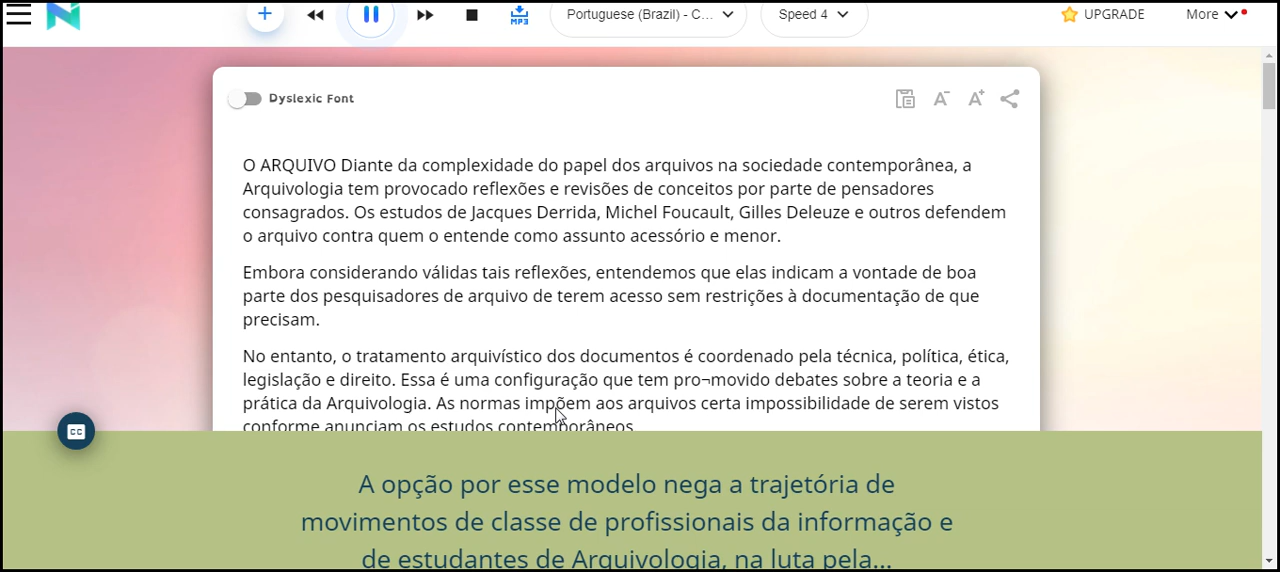 MP3
Portuguese (Brazil) - C...
Speed 4
UPGRADE
More
Dyslexic Font
A-
A+
O ARQUIVO Diante da complexidade do papel dos arquivos na sociedade contemporânea, a
Arquivologia tem provocado reflexões e revisões de conceitos por parte de pensadores
consagrados. Os estudos de Jacques Derrida, Michel Foucault, Gilles Deleuze e outros defendem
o arquivo contra quem o entende como assunto acessório e menor.
Embora considerando válidas tais reflexões, entendemos que elas indicam a vontade de boa
parte dos pesquisadores de arquivo de terem acesso sem restrições à documentação de que
precisam.
No entanto, o tratamento arquivístico dos documentos é coordenado pela técnica, política, ética,
legislação e direito. Essa é uma configuração que tem pro¬movido debates sobre a teoria e a
prática da Arquivologia. As normas impõem aos arquivos certa impossibilidade de serem vistos
conforme anunciam os estudos contemporâneos.
CC
A opção por esse modelo nega a trajetória de
movimentos de classe de profissionais da informação e
de estudantes de Arquivologia, na luta pela...